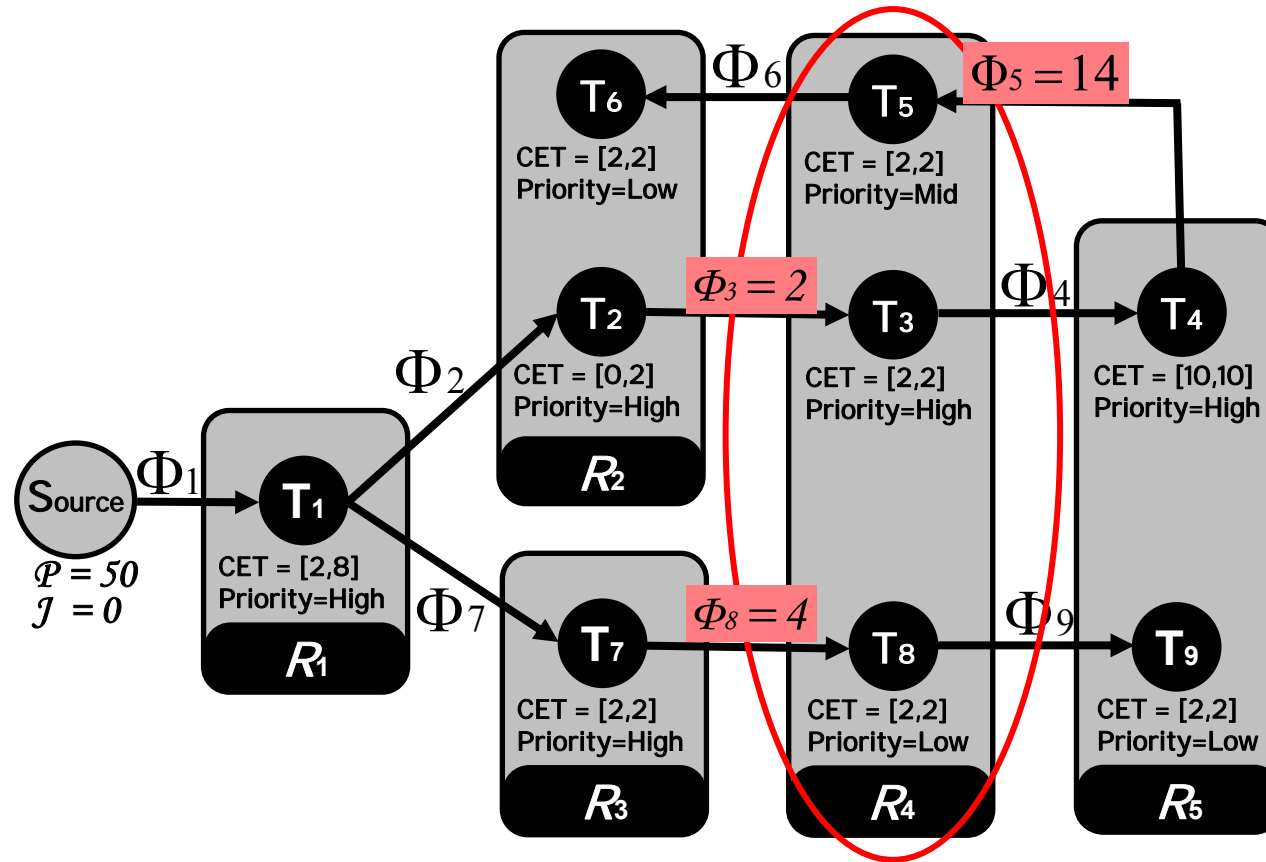 Source
𝒫 = 50
𝒥 = 0
Φ1
T1
CET = [2,8]
Priority=High
R1
Φ2
Φ7
T6
CET = [2,2]
Priority=Low
T2
CET = [0,2]
Priority=High
R2
T7
CET = [2,2]
Priority=High
R3
Φ6
Φ3 = 2
Φ8 = 4
T5
CET = [2,2]
Priority=Mid
T3
CET = [2,2]
Priority=High
T8
CET = [2,2]
Priority=Low
R4
Φ5 = 14
Φ4
Φ9
T4
CET = [10,10]
Priority=High
T9
CET = [2,2]
Priority=Low
R5